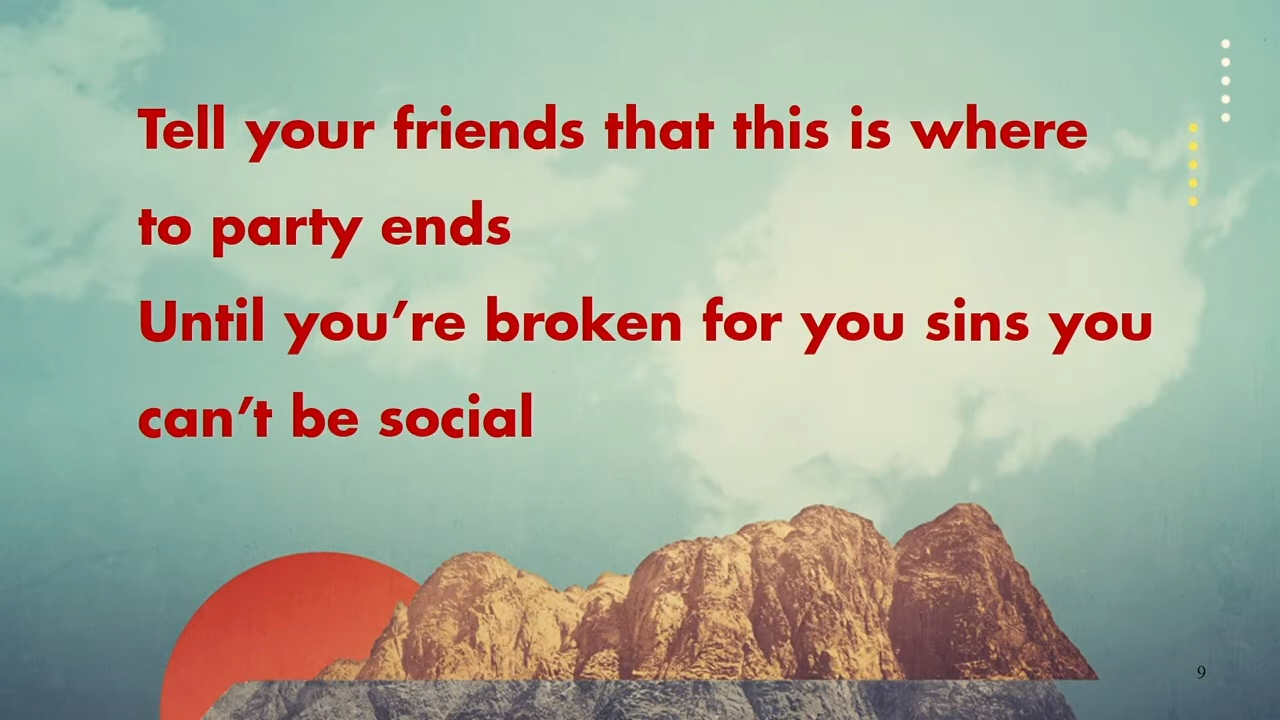 Tell your friends that this is where
to party ends
Until you’re broken for you sins you
can’t be social
9